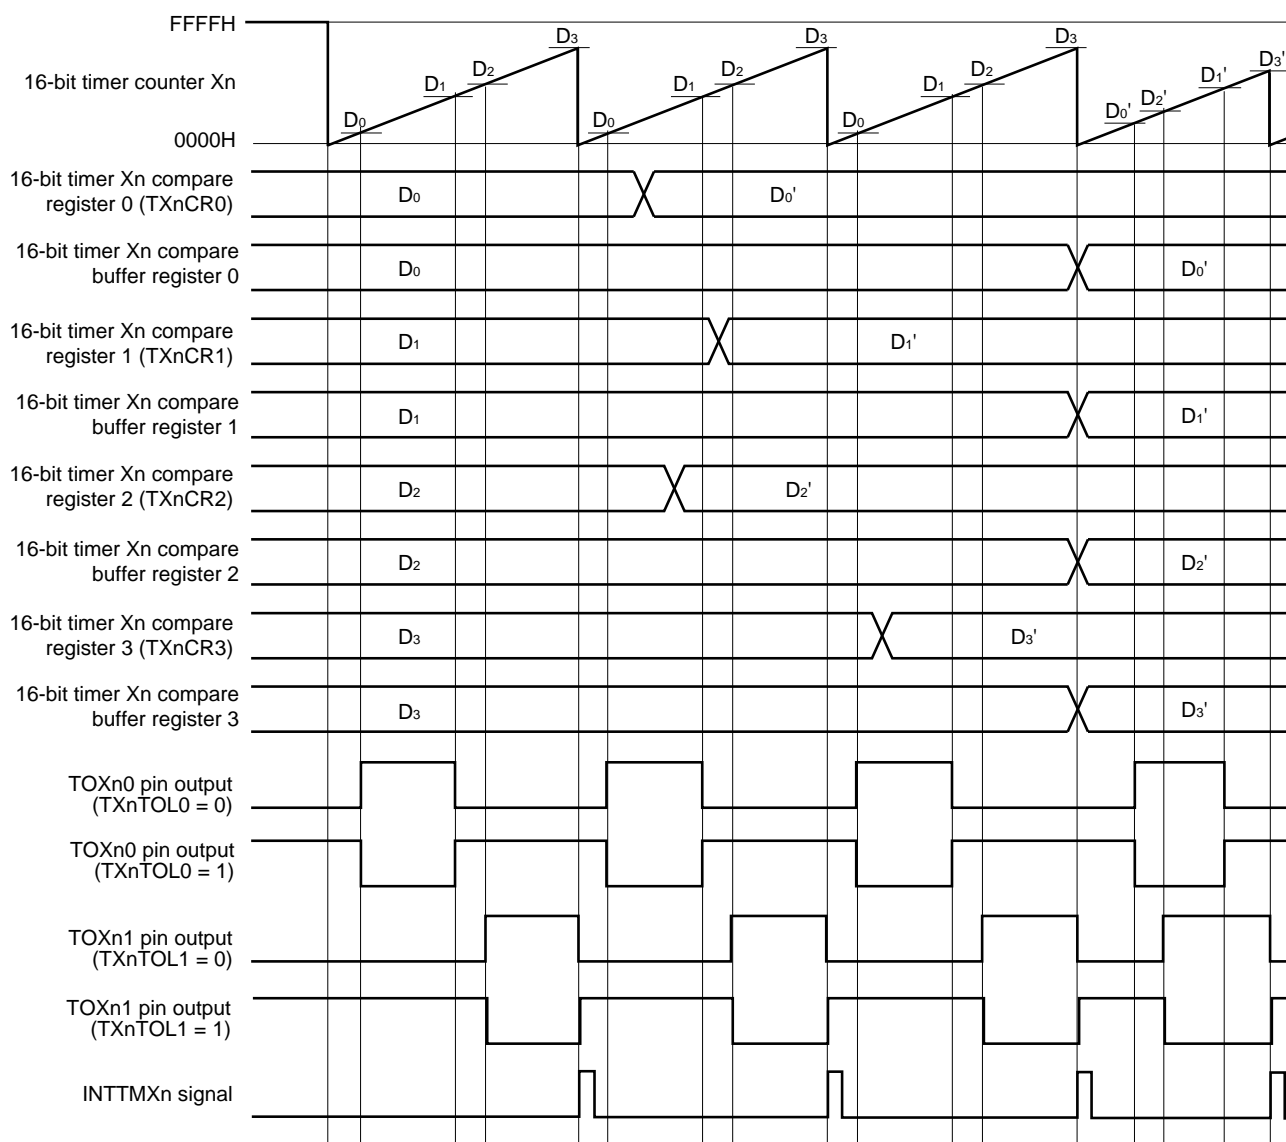 FFFFH
D3 D3 D3 D3'
16-bit timer counter Xn
D1 D2 D1 D2 D1 D2 D1'
D0 D0 D0 D0' D2'
0000H
16-bit timer Xn compare
register 0 (TXnCR0)
D0 D0'
16-bit timer Xn compare
buffer register 0
D0 D0'
16-bit timer Xn compare
register 1 (TXnCR1)
D1 D1'
16-bit timer Xn compare
buffer register 1
D1 D1'
16-bit timer Xn compare
register 2 (TXnCR2)
D2 D2'
16-bit timer Xn compare
buffer register 2
D2 D2'
16-bit timer Xn compare
register 3 (TXnCR3)
D3 D3'
16-bit timer Xn compare
buffer register 3
D3 D3'
TOXn0 pin output
(TXnTOL0 = 0)
TOXn0 pin output
(TXnTOL0 = 1)
TOXn1 pin output
(TXnTOL1 = 0)
TOXn1 pin output
(TXnTOL1 = 1)
INTTMXn signal